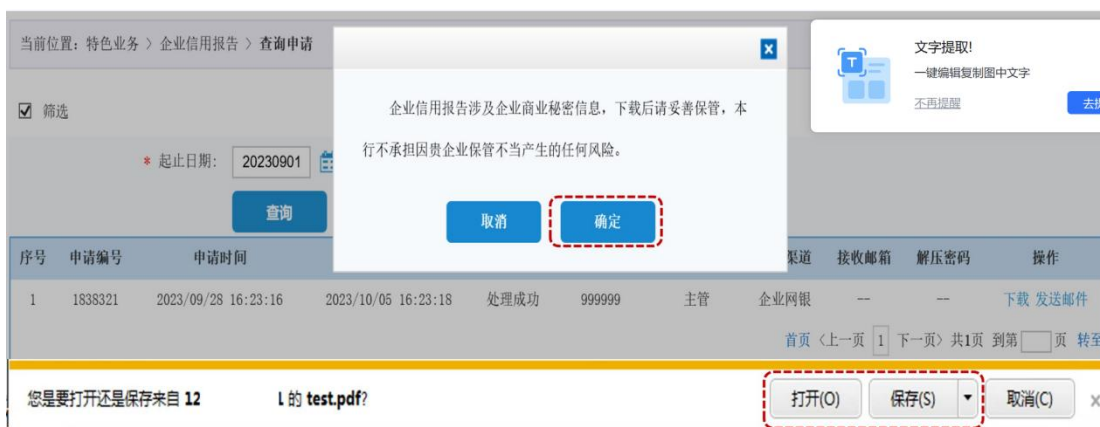 当前位置：特色业务 〉 企业信用报告 〉 查询申请
文字提取!
一键编辑复制图中文字
不再提醒
筛选
企业信用报告涉及企业商业秘密信息，下载后请妥善保管，本
行不承担因贵企业保管不当产生的任何风险。
* 起止日期： 20230901
查询
取消 确定
序号 申请编号 申请时间 渠道 接收邮箱 解压密码 操作
1 1838321 2023/09/28 16:23:16 2023/10/05 16:23:18 处理成功 999999 主管 企业网银 -- -- 下载 发送邮件
首页 〈上一页 1 下一页〉 共1页 到第 页 转至
您是要打开还是保存来自 12 的 test.pdf?
打开(O) 保存(S) 取消(C) ×